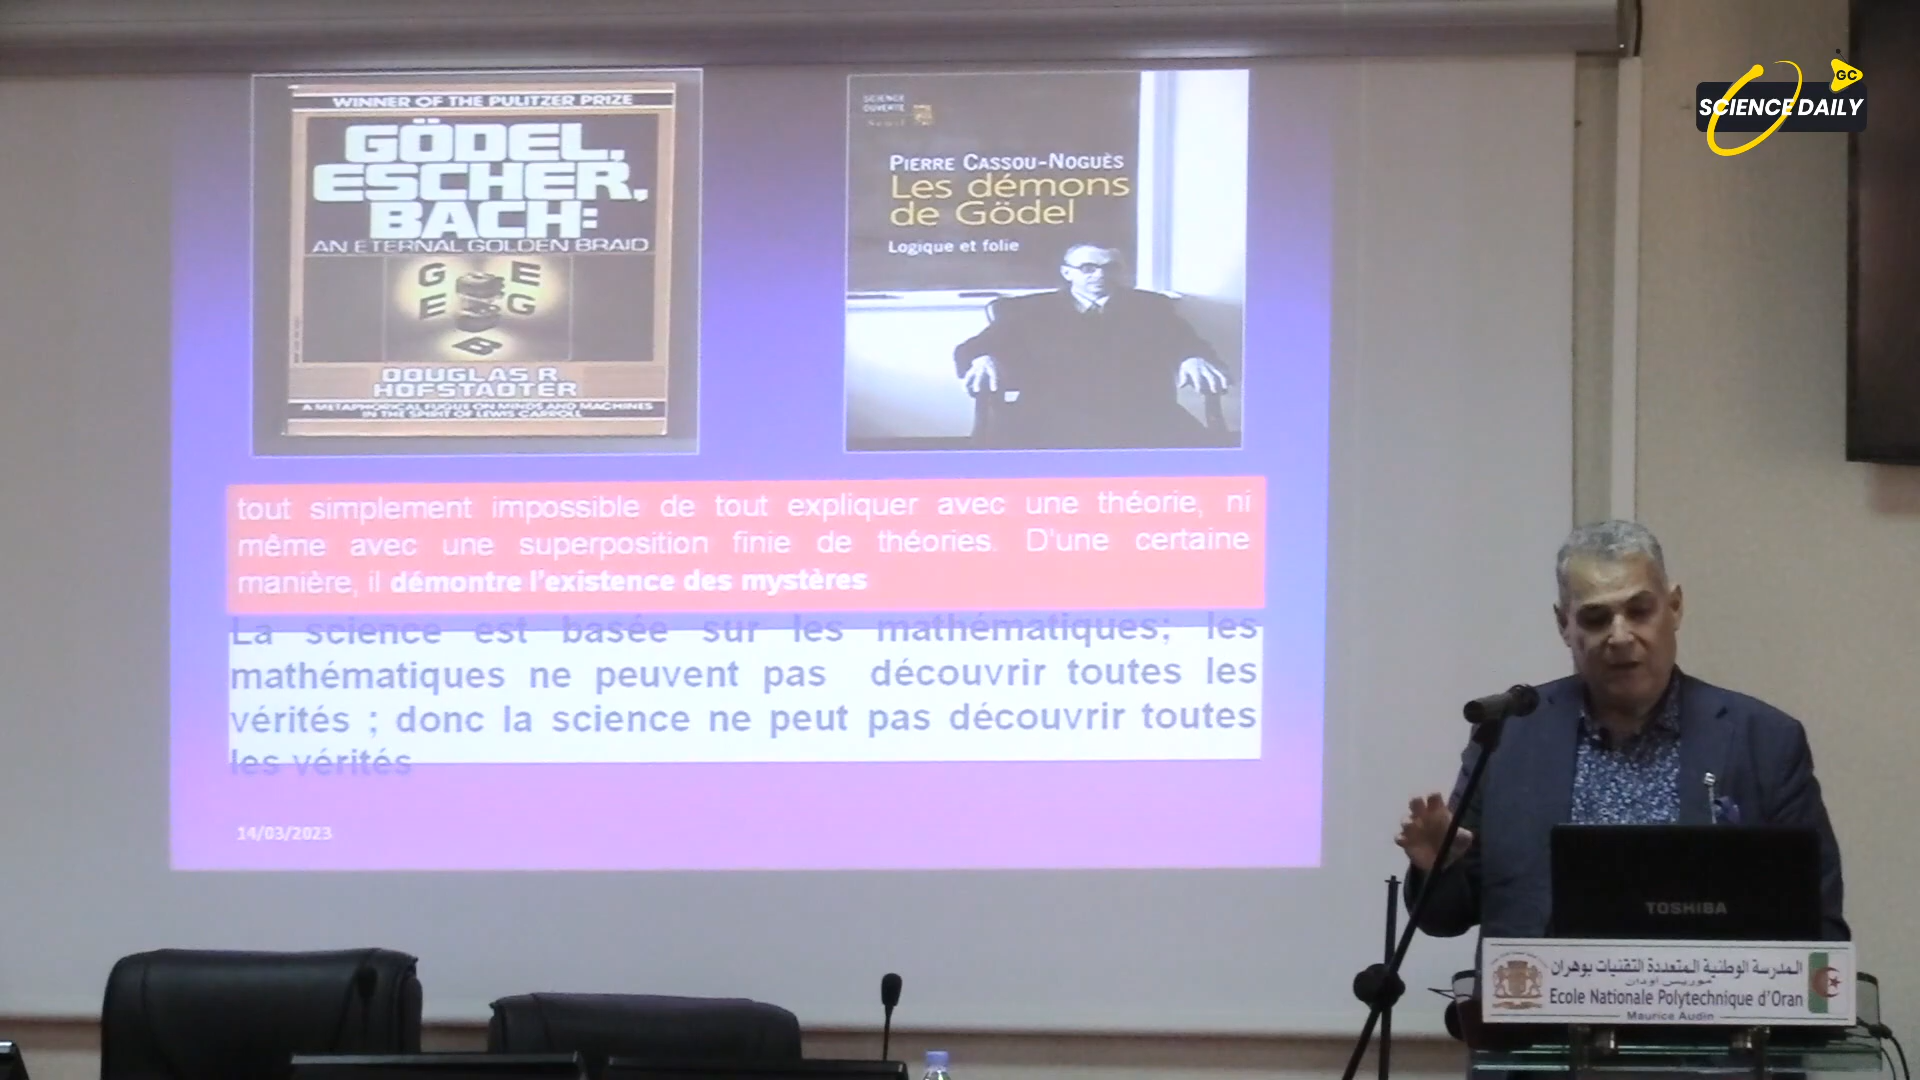 WINNER OF THE PULITZER PRIZE
GÖDEL,
ESCHER,
BACH:
AN ETERNAL GOLDEN BRAID
G E
E G
B
DOUGLAS R.
HOFSTADTER
A METAPHORICAL FUGUE ON MINDS AND MACHINES
IN THE SPIRIT OF LEWIS CARROLL
SCIENCE
OUVERTE
Seuil
PIERRE CASSOU-NOGUÈS
Les démons
de Gödel
Logique et folie
tout simplement impossible de tout expliquer avec une théorie, ni
même avec une superposition finie de théories. D'une certaine
manière, il démontre l'existence des mystères
La science est basée sur les mathématiques; les
mathématiques ne peuvent pas découvrir toutes les
vérités ; donc la science ne peut pas découvrir toutes
les vérités
14/03/2023
GC
SCIENCE DAILY
TOSHIBA
المدرسة الوطنية المتعددة التقنيات بوهران
موريس اودان
Ecole Nationale Polytechnique d'Oran
Maurice Audin